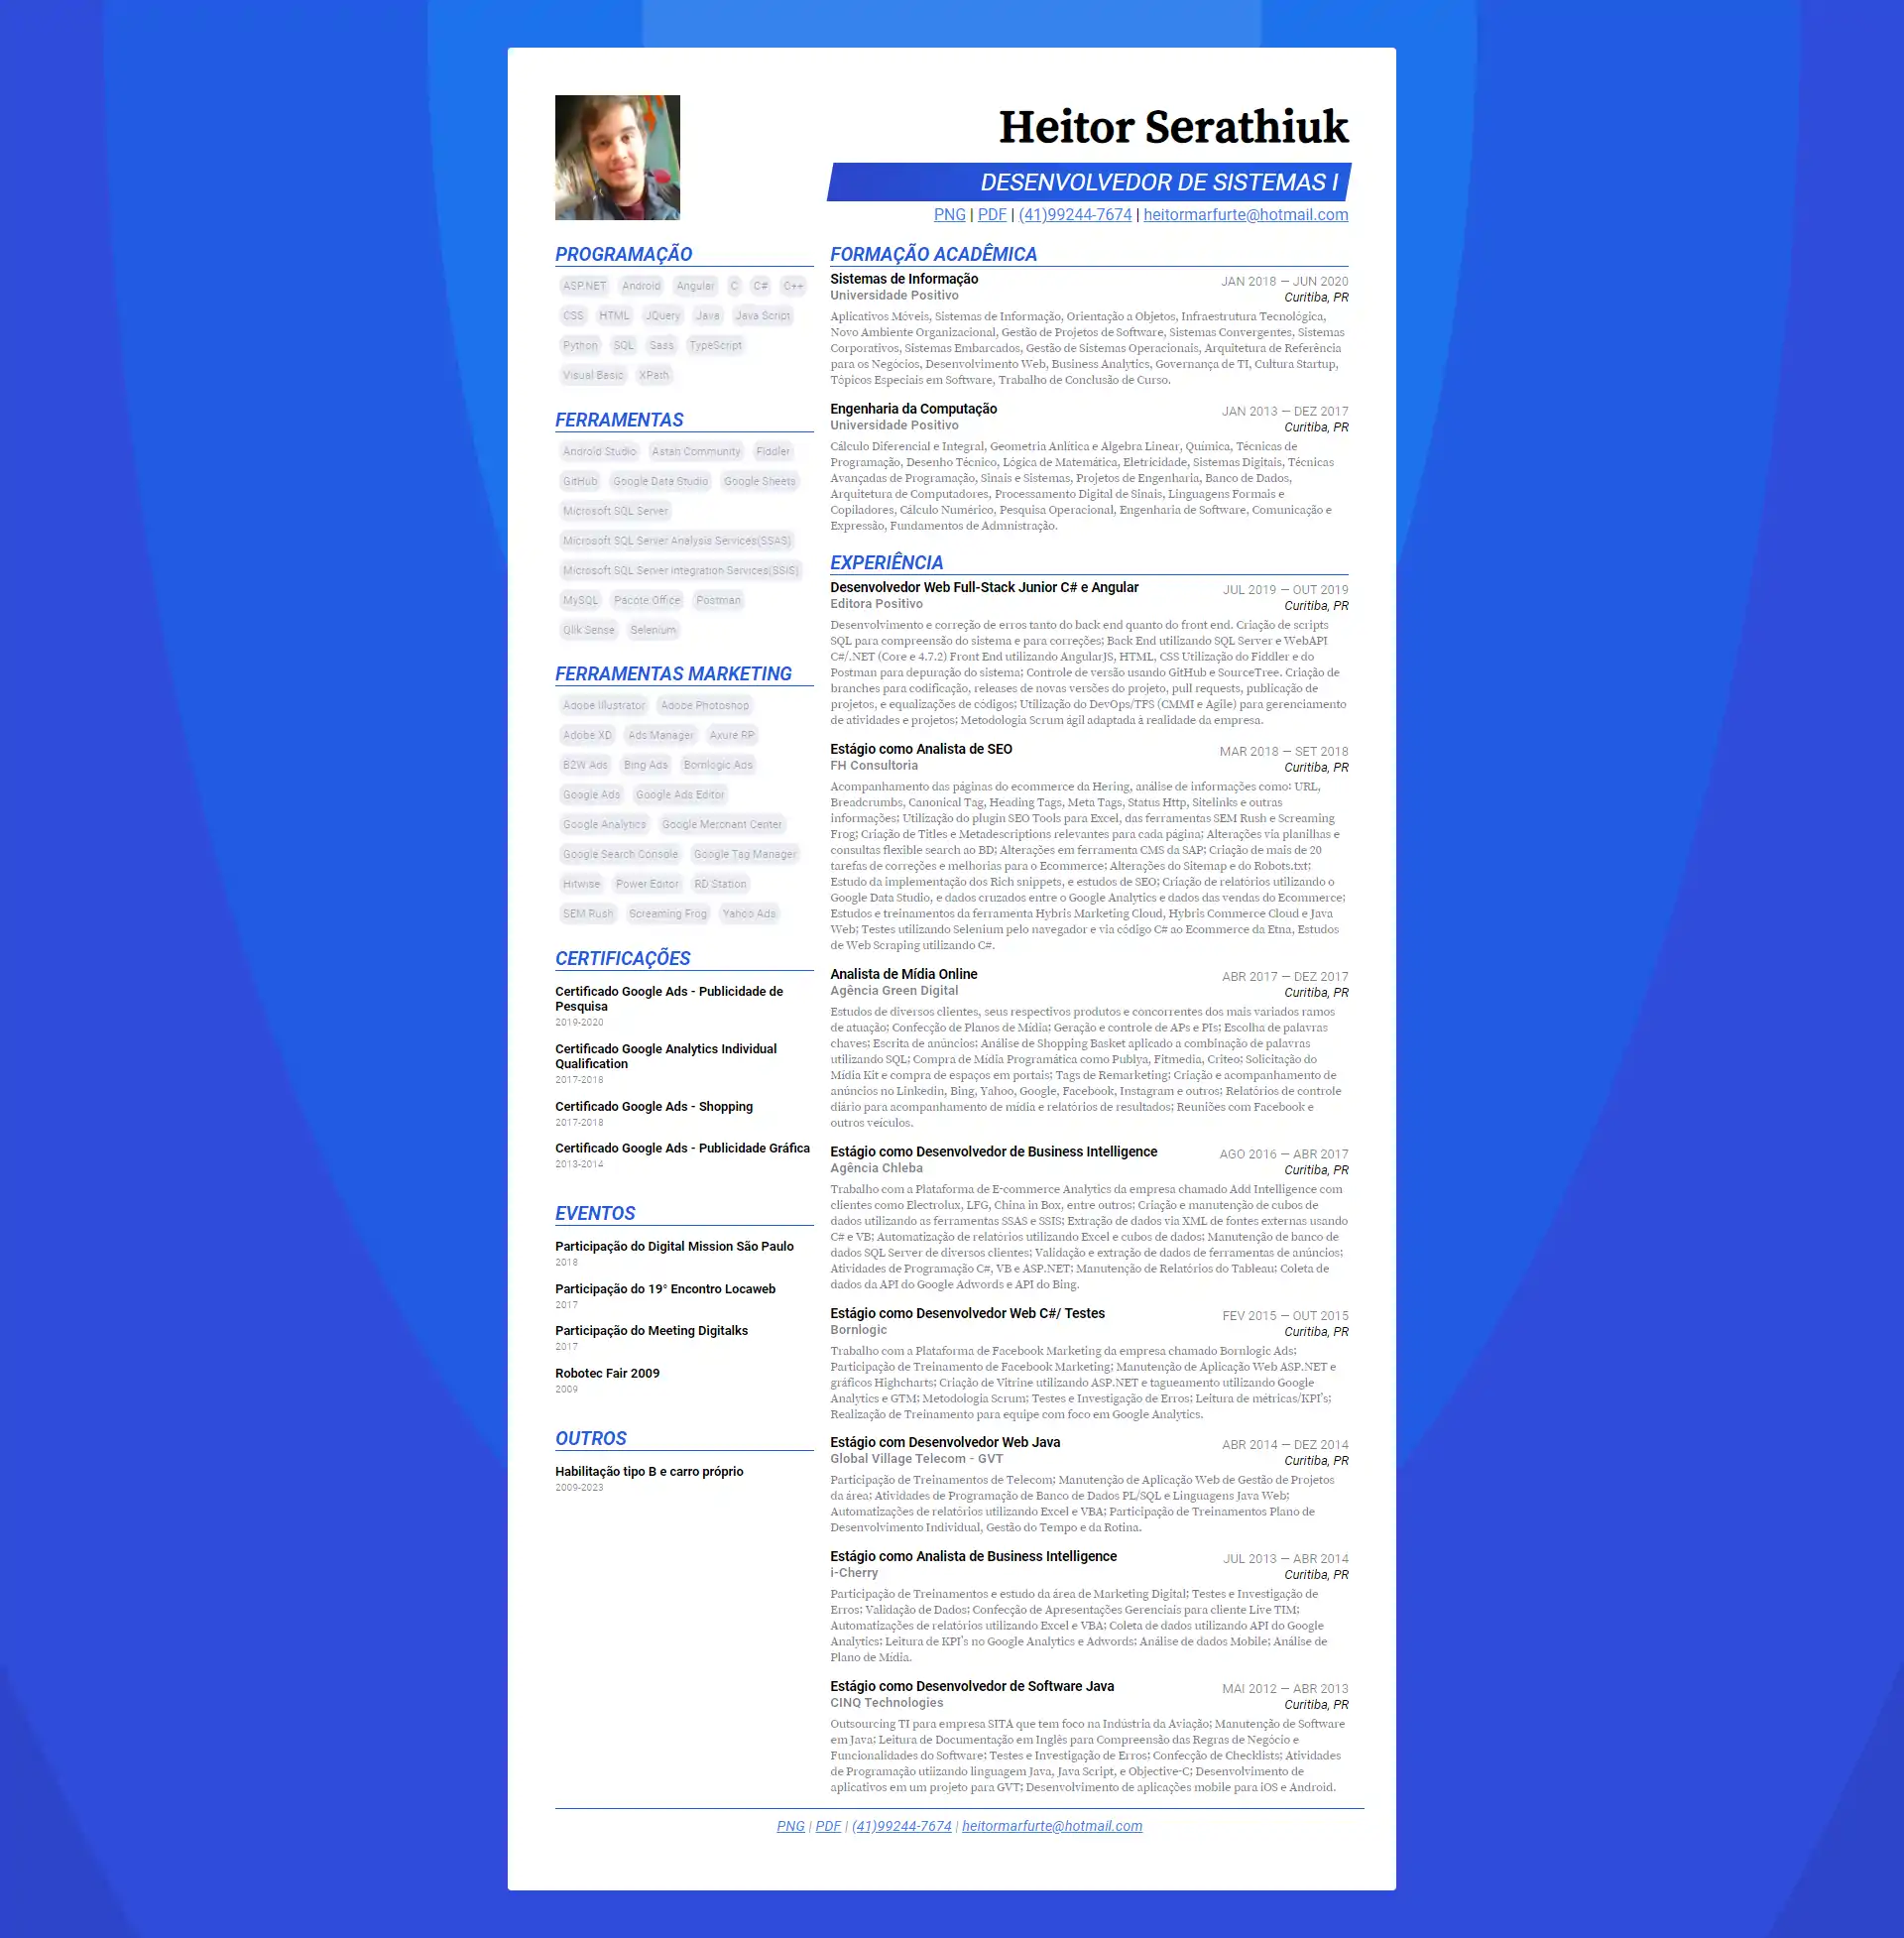 Heitor Serathiuk
DESENVOLVEDOR DE SISTEMAS I
PNG | PDF | (41)99244-7674 | heitormarfurte@hotmail.com
PROGRAMAÇÃO
ASP.NET Android Angular C C# C++
CSS HTML JQuery Java Java Script
Python SQL Sass TypeScript
Visual Basic XPath
FERRAMENTAS
Android Studio Astah Community Fiddler
GitHub Google Data Studio Google Sheets
Microsoft SQL Server
Microsoft SQL Server Analysis Services(SSAS)
Microsoft SQL Server Integration Services(SSIS)
MySQL Pacote Office Postman
Qlik Sense Selenium
FERRAMENTAS MARKETING
Adobe Illustrator Adobe Photoshop
Adobe XD Ads Manager Axure RP
B2W Ads Bing Ads Bornlogic Ads
Google Ads Google Ads Editor
Google Analytics Google Merchant Center
Google Search Console Google Tag Manager
Hitwise Power Editor RD Station
SEM Rush Screaming Frog Yahoo Ads
CERTIFICAÇÕES
Certificado Google Ads - Publicidade de
Pesquisa
2019-2020
Certificado Google Analytics Individual
Qualification
2017-2018
Certificado Google Ads - Shopping
2017-2018
Certificado Google Ads - Publicidade Gráfica
2013-2014
EVENTOS
Participação do Digital Mission São Paulo
2018
Participação do 19° Encontro Locaweb
2017
Participação do Meeting Digitalks
2017
Robotec Fair 2009
2009
OUTROS
Habilitação tipo B e carro próprio
2009-2023
FORMAÇÃO ACADÊMICA
Sistemas de Informação JAN 2018 — JUN 2020
Universidade Positivo Curitiba, PR
Aplicativos Móveis, Sistemas de Informação, Orientação a Objetos, Infraestrutura Tecnológica,
Novo Ambiente Organizacional, Gestão de Projetos de Software, Sistemas Convergentes, Sistemas
Corporativos, Sistemas Embarcados, Gestão de Sistemas Operacionais, Arquitetura de Referência
para os Negócios, Desenvolvimento Web, Business Analytics, Governança de TI, Cultura Startup,
Tópicos Especiais em Software, Trabalho de Conclusão de Curso.
Engenharia da Computação JAN 2013 — DEZ 2017
Universidade Positivo Curitiba, PR
Cálculo Diferencial e Integral, Geometria Anlítica e Algebra Linear, Química, Técnicas de
Programação, Desenho Técnico, Lógica de Matemática, Eletricidade, Sistemas Digitais, Técnicas
Avançadas de Programação, Sinais e Sistemas, Projetos de Engenharia, Banco de Dados,
Arquitetura de Computadores, Processamento Digital de Sinais, Linguagens Formais e
Copiladores, Cálculo Numérico, Pesquisa Operacional, Engenharia de Software, Comunicação e
Expressão, Fundamentos de Admnistração.
EXPERIÊNCIA
Desenvolvedor Web Full-Stack Junior C# e Angular JUL 2019 — OUT 2019
Editora Positivo Curitiba, PR
Desenvolvimento e correção de erros tanto do back end quanto do front end. Criação de scripts
SQL para compreensão do sistema e para correções; Back End utilizando SQL Server e WebAPI
C#/.NET (Core e 4.7.2) Front End utilizando AngularJS, HTML, CSS Utilização do Fiddler e do
Postman para depuração do sistema; Controle de versão usando GitHub e SourceTree. Criação de
branches para codificação, releases de novas versões do projeto, pull requests, publicação de
projetos, e equalizações de códigos; Utilização do DevOps/TFS (CMMI e Agile) para gerenciamento
de atividades e projetos; Metodologia Scrum ágil adaptada à realidade da empresa.
Estágio como Analista de SEO MAR 2018 — SET 2018
FH Consultoria Curitiba, PR
Acompanhamento das páginas do ecommerce da Hering, análise de informações como: URL,
Breadcrumbs, Canonical Tag, Heading Tags, Meta Tags, Status Http, Sitelinks e outras
informações; Utilização do plugin SEO Tools para Excel, das ferramentas SEM Rush e Screaming
Frog; Criação de Titles e Metadescriptions relevantes para cada página; Alterações via planilhas e
consultas flexible search ao BD; Alterações em ferramenta CMS da SAP; Criação de mais de 20
tarefas de correções e melhorias para o Ecommerce; Alterações do Sitemap e do Robots.txt;
Estudo da implementação dos Rich snippets, e estudos de SEO; Criação de relatórios utilizando o
Google Data Studio, e dados cruzados entre o Google Analytics e dados das vendas do Ecommerce;
Estudos e treinamentos da ferramenta Hybris Marketing Cloud, Hybris Commerce Cloud e Java
Web; Testes utilizando Selenium pelo navegador e via código C# ao Ecommerce da Etna, Estudos
de Web Scraping utilizando C#.
Analista de Mídia Online ABR 2017 — DEZ 2017
Agência Green Digital Curitiba, PR
Estudos de diversos clientes, seus respectivos produtos e concorrentes dos mais variados ramos
de atuação; Confecção de Planos de Mídia; Geração e controle de APs e PIs; Escolha de palavras
chaves; Escrita de anúncios; Análise de Shopping Basket aplicado a combinação de palavras
utilizando SQL; Compra de Mídia Programática como Publya, Fitmedia, Criteo; Solicitação do
Mídia Kit e compra de espaços em portais; Tags de Remarketing; Criação e acompanhamento de
anúncios no Linkedin, Bing, Yahoo, Google, Facebook, Instagram e outros; Relatórios de controle
diário para acompanhamento de mídia e relatórios de resultados; Reuniões com Facebook e
outros veículos.
Estágio como Desenvolvedor de Business Intelligence AGO 2016 — ABR 2017
Agência Chleba Curitiba, PR
Trabalho com a Plataforma de E-commerce Analytics da empresa chamado Add Intelligence com
clientes como Electrolux, LFG, China in Box, entre outros; Criação e manutenção de cubos de
dados utilizando as ferramentas SSAS e SSIS; Extração de dados via XML de fontes externas usando
C# e VB; Automatização de relatórios utilizando Excel e cubos de dados; Manutenção de banco de
dados SQL Server de diversos clientes; Validação e extração de dados de ferramentas de anúncios;
Atividades de Programação C#, VB e ASP.NET; Manutenção de Relatórios do Tableau; Coleta de
dados da API do Google Adwords e API do Bing.
Estágio como Desenvolvedor Web C#/ Testes FEV 2015 — OUT 2015
Bornlogic Curitiba, PR
Trabalho com a Plataforma de Facebook Marketing da empresa chamado Bornlogic Ads;
Participação de Treinamento de Facebook Marketing; Manutenção de Aplicação Web ASP.NET e
gráficos Highcharts; Criação de Vitrine utilizando ASP.NET e tagueamento utilizando Google
Analytics e GTM; Metodologia Scrum; Testes e Investigação de Erros; Leitura de métricas/KPI's;
Realização de Treinamento para equipe com foco em Google Analytics.
Estágio com Desenvolvedor Web Java ABR 2014 — DEZ 2014
Global Village Telecom - GVT Curitiba, PR
Participação de Treinamentos de Telecom; Manutenção de Aplicação Web de Gestão de Projetos
da área; Atividades de Programação de Banco de Dados PL/SQL e Linguagens Java Web;
Automatizações de relatórios utilizando Excel e VBA; Participação de Treinamentos Plano de
Desenvolvimento Individual, Gestão do Tempo e da Rotina.
Estágio como Analista de Business Intelligence JUL 2013 — ABR 2014
i-Cherry Curitiba, PR
Participação de Treinamentos e estudo da área de Marketing Digital; Testes e Investigação de
Erros; Validação de Dados; Confecção de Apresentações Gerenciais para cliente Live TIM;
Automatizações de relatórios utilizando Excel e VBA; Coleta de dados utilizando API do Google
Analytics; Leitura de KPI's no Google Analytics e Adwords; Análise de dados Mobile; Análise de
Plano de Mídia.
Estágio como Desenvolvedor de Software Java MAI 2012 — ABR 2013
CINQ Technologies Curitiba, PR
Outsourcing TI para empresa SITA que tem foco na Indústria da Aviação; Manutenção de Software
em Java; Leitura de Documentação em Inglês para Compreensão das Regras de Negócio e
Funcionalidades do Software; Testes e Investigação de Erros; Confecção de Checklists; Atividades
de Programação utiizando linguagem Java, Java Script, e Objective-C; Desenvolvimento de
aplicativos em um projeto para GVT; Desenvolvimento de aplicações mobile para iOS e Android.
PNG | PDF | (41)99244-7674 | heitormarfurte@hotmail.com